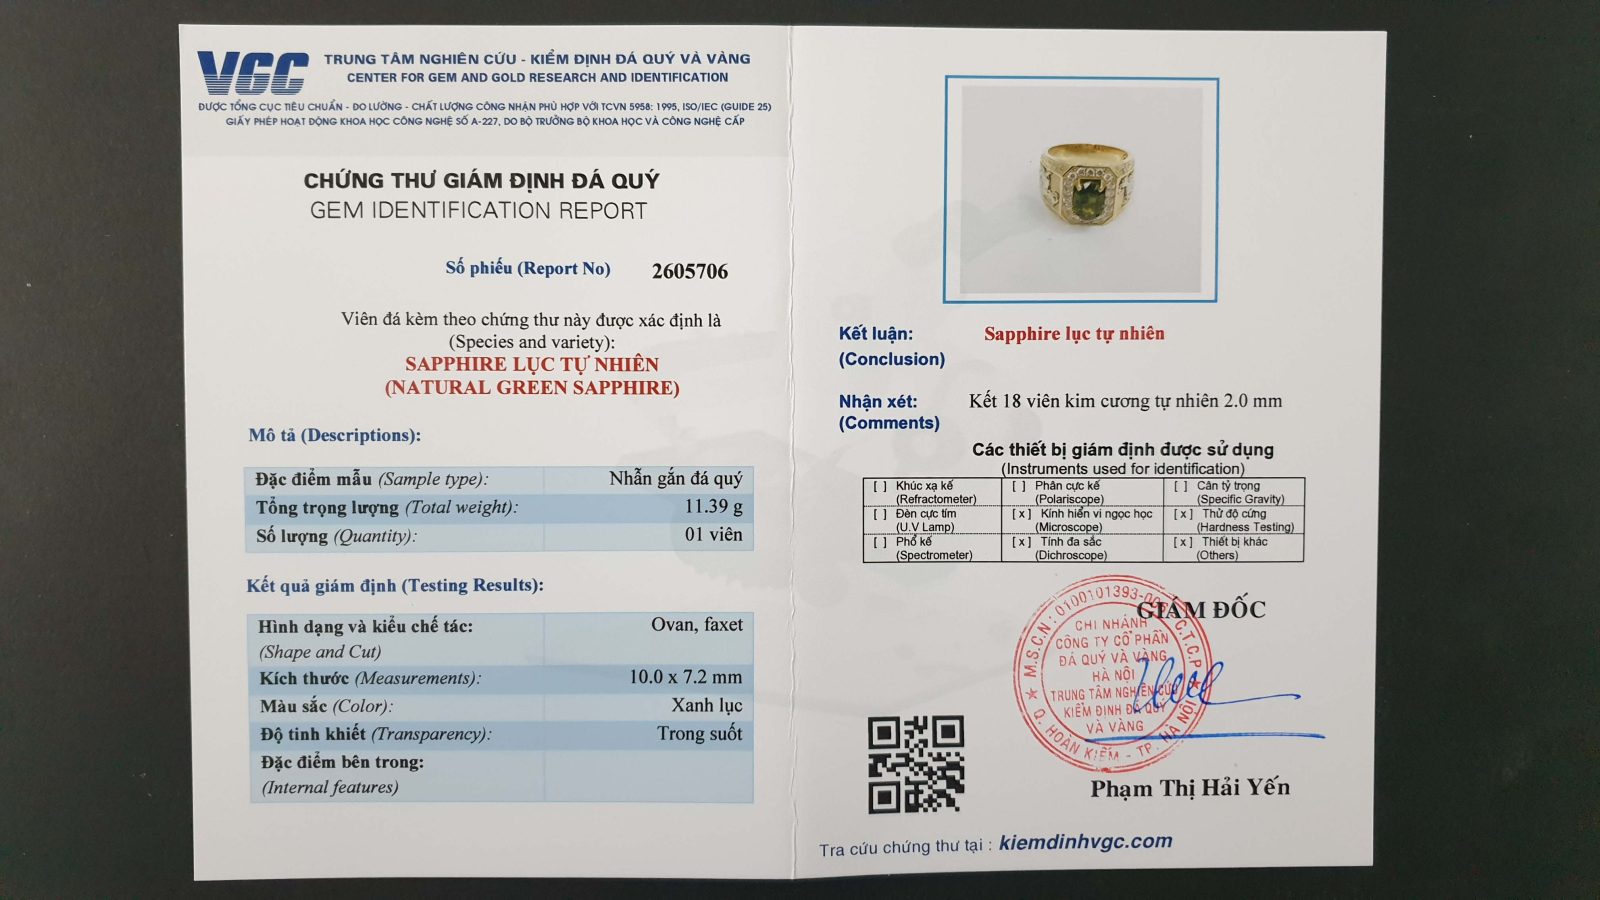 VGC
TRUNG TÂM NGHIÊN CỨU - KIỂM ĐỊNH ĐÁ QUÝ VÀ VÀNG
CENTER FOR GEM AND GOLD RESEARCH AND IDENTIFICATION
ĐƯỢC TỔNG CỤC TIÊU CHUẨN - ĐO LƯỜNG - CHẤT LƯỢNG CÔNG NHẬN PHÙ HỢP VỚI TCVN 5958: 1995, ISO/IEC (GUIDE 25)
GIẤY PHÉP HOẠT ĐỘNG KHOA HỌC CÔNG NGHỆ SỐ A-227, DO BỘ TRƯỞNG BỘ KHOA HỌC VÀ CÔNG NGHỆ CẤP
CHỨNG THƯ GIÁM ĐỊNH ĐÁ QUÝ
GEM IDENTIFICATION REPORT
Số phiếu (Report No) 2605706
Viên đá kèm theo chứng thư này được xác định là
(Species and variety):
SAPPHIRE LỤC TỰ NHIÊN
(NATURAL GREEN SAPPHIRE)
Mô tả (Descriptions):
Đặc điểm mẫu (Sample type): Nhẫn gắn đá quý
Tổng trọng lượng (Total weight): 11.39 g
Số lượng (Quantity): 01 viên
Kết quả giám định (Testing Results):
Hình dạng và kiểu chế tác: Ovan, faxet
(Shape and Cut)
Kích thước (Measurements): 10.0 x 7.2 mm
Màu sắc (Color): Xanh lục
Độ tinh khiết (Transparency): Trong suốt
Đặc điểm bên trong:
(Internal features)
Kết luận: Sapphire lục tự nhiên
(Conclusion)
Nhận xét: Kết 18 viên kim cương tự nhiên 2.0 mm
(Comments)
Các thiết bị giám định được sử dụng
(Instruments used for identification)
[ ] Khúc xạ kế [ ] Phân cực kế [ ] Cân tỷ trọng
(Refractometer) (Polariscope) (Specific Gravity)
[ ] Đèn cực tím [ x ] Kính hiển vi ngọc học [ x ] Thử độ cứng
(U.V Lamp) (Microscope) (Hardness Testing)
[ ] Phổ kế [ x ] Tính đa sắc [ x ] Thiết bị khác
(Spectrometer) (Dichroscope) (Others)
GIÁM ĐỐC
M.S.C.N: 0100101393-005 C.T.C.P
CHI NHÁNH
CÔNG TY CỔ PHẦN
ĐÁ QUÝ VÀ VÀNG
HÀ NỘI
TRUNG TÂM NGHIÊN CỨU
KIỂM ĐỊNH ĐÁ QUÝ
VÀ VÀNG
Q. HOÀN KIẾM - TP. HÀ NỘI
Phạm Thị Hải Yến
Tra cứu chứng thư tại : kiemdinhvgc.com